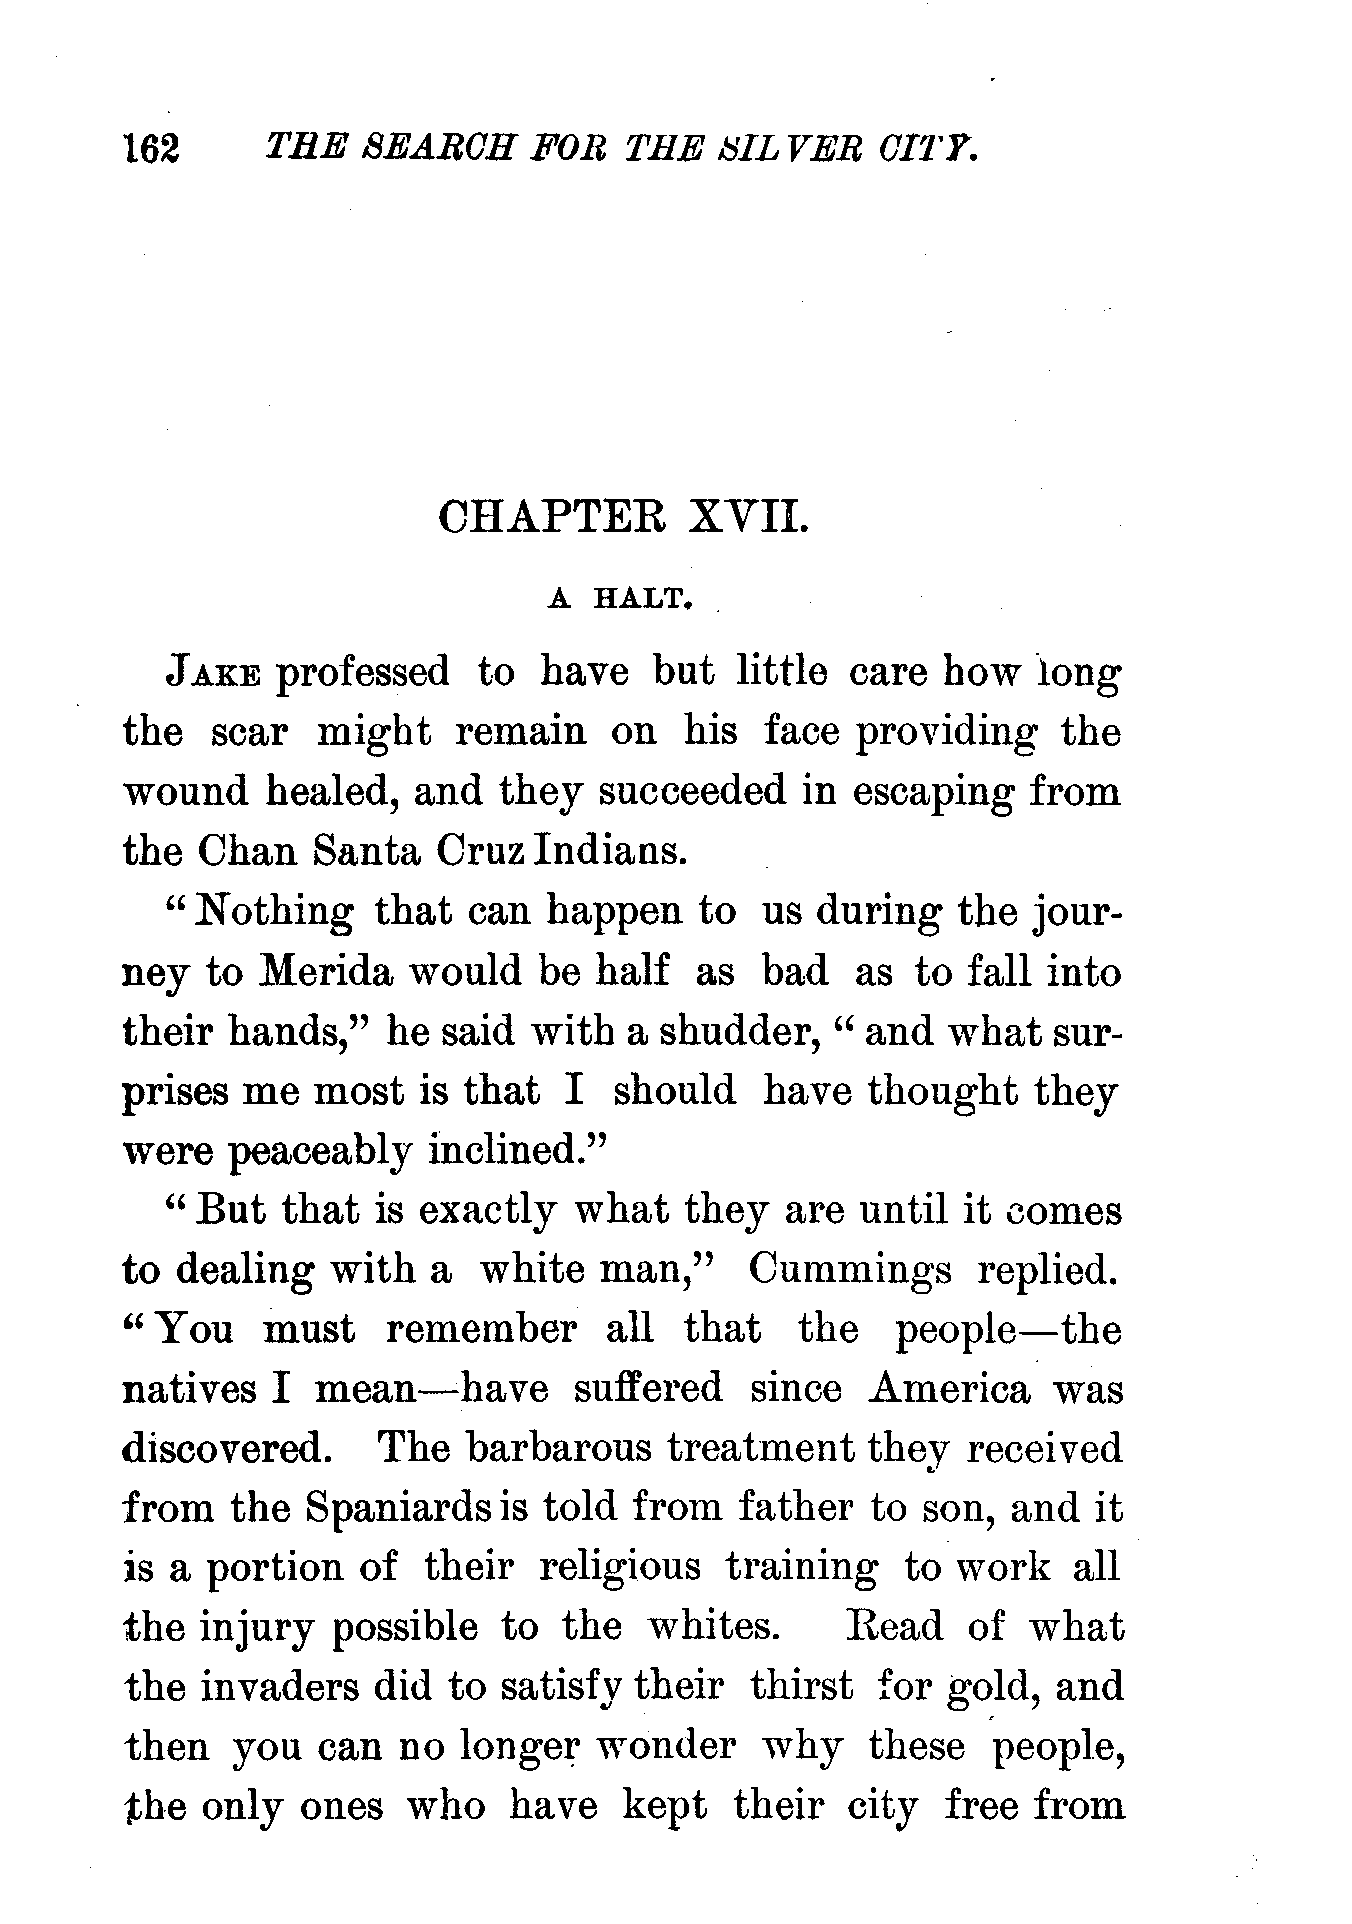 162 THE SEARCH FOR THE SILVER CITY.
CHAPTER XVII.
A HALT.
JAKE professed to have but little care how long
the scar might remain on his face providing the
wound healed, and they succeeded in escaping from
the Chan Santa Cruz Indians.
“Nothing that can happen to us during the jour-
ney to Merida would be half as bad as to fall into
their hands,” he said with a shudder, “and what sur-
prises me most is that I should have thought they
were peaceably inclined.”
“But that is exactly what they are until it comes
to dealing with a white man,” Cummings replied.
“You must remember all that the people—the
natives I mean—have suffered since America was
discovered. The barbarous treatment they received
from the Spaniards is told from father to son, and it
is a portion of their religious training to work all
the injury possible to the whites. Read of what
the invaders did to satisfy their thirst for gold, and
then you can no longer wonder why these people,
the only ones who have kept their city free from